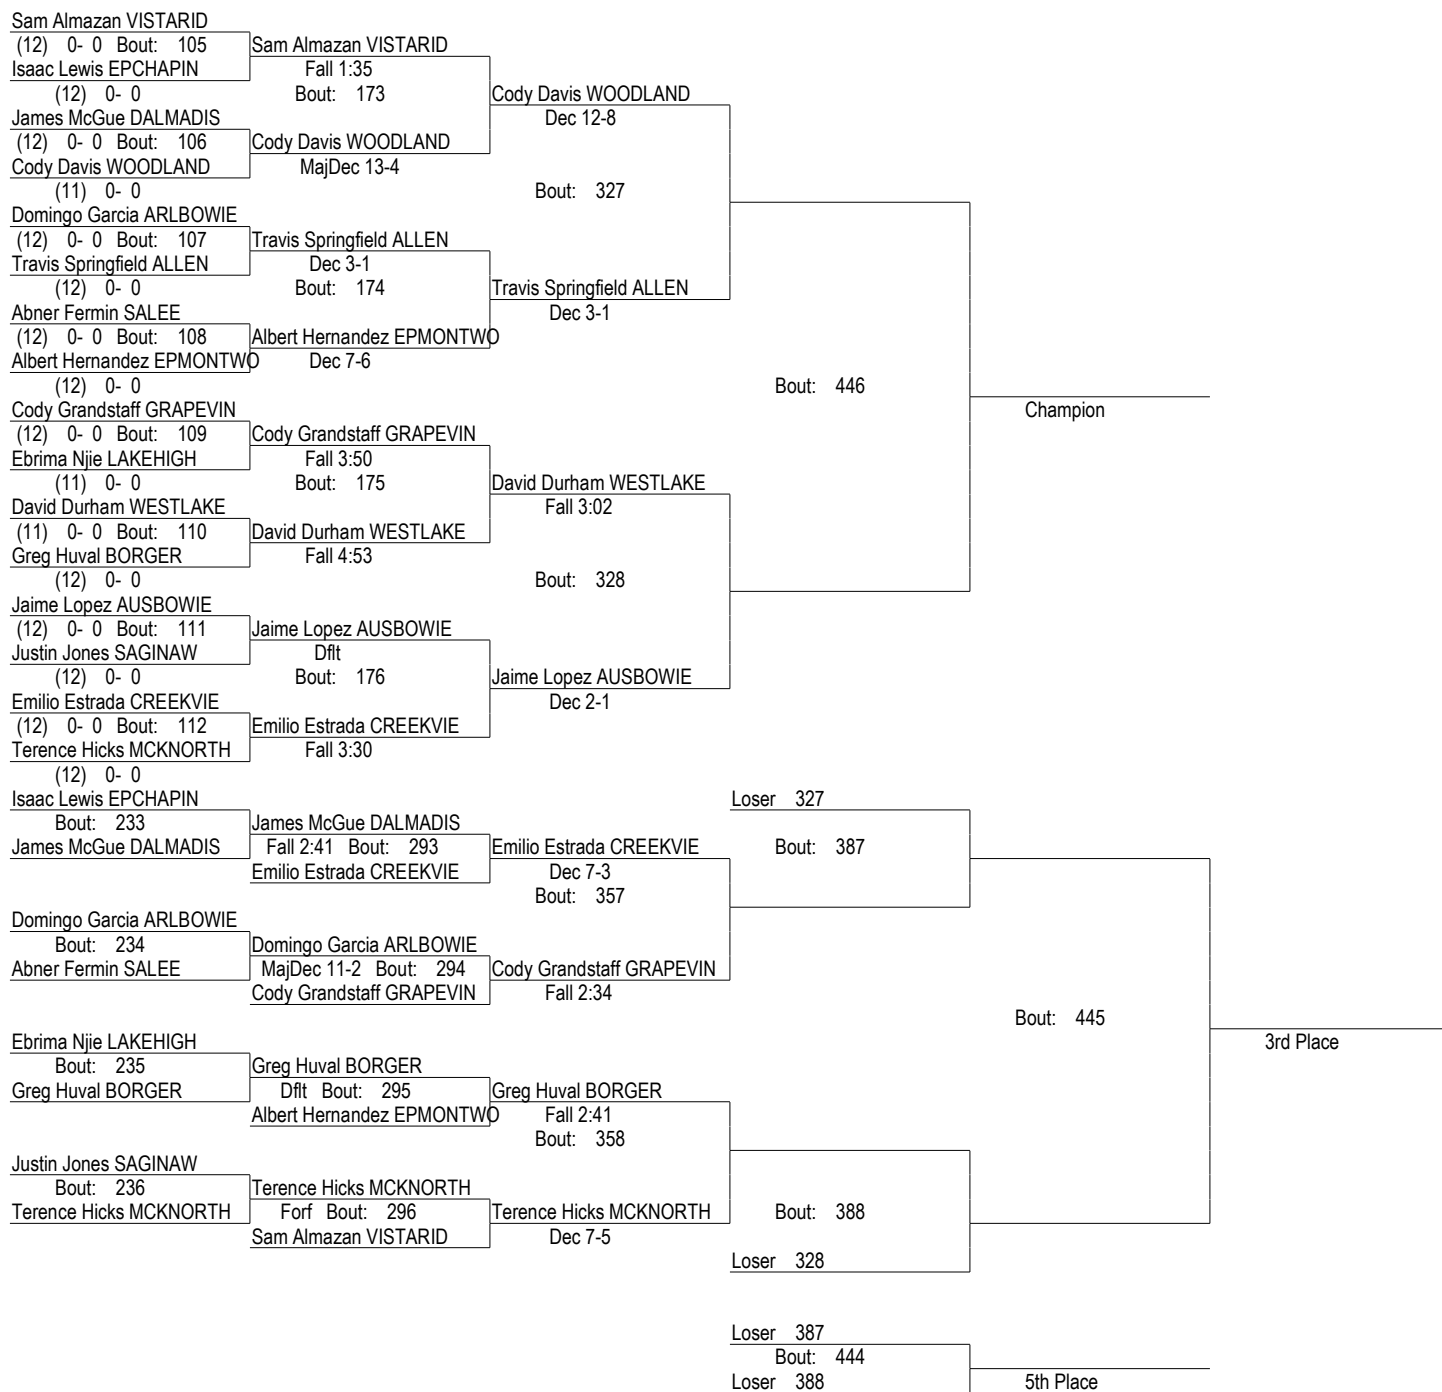 Sam Almazan VISTARID
(12) 0- 0 Bout: 105 Sam Almazan VISTARID
Isaac Lewis EPCHAPIN Fall 1:35
(12) 0- 0 Bout: 173 Cody Davis WOODLAND
James McGue DALMADIS Dec 12-8
(12) 0- 0 Bout: 106 Cody Davis WOODLAND
Cody Davis WOODLAND MajDec 13-4
(11) 0- 0 Bout: 327
Domingo Garcia ARLBOWIE
(12) 0- 0 Bout: 107 Travis Springfield ALLEN
Travis Springfield ALLEN Dec 3-1
(12) 0- 0 Bout: 174 Travis Springfield ALLEN
Abner Fermin SALEE Dec 3-1
(12) 0- 0 Bout: 108 Albert Hernandez EPMONTWO
Albert Hernandez EPMONTWO Dec 7-6
(12) 0- 0 Bout: 446
Cody Grandstaff GRAPEVIN Champion
(12) 0- 0 Bout: 109 Cody Grandstaff GRAPEVIN
Ebrima Njie LAKEHIGH Fall 3:50
(11) 0- 0 Bout: 175 David Durham WESTLAKE
David Durham WESTLAKE Fall 3:02
(11) 0- 0 Bout: 110 David Durham WESTLAKE
Greg Huval BORGER Fall 4:53
(12) 0- 0 Bout: 328
Jaime Lopez AUSBOWIE
(12) 0- 0 Bout: 111 Jaime Lopez AUSBOWIE
Justin Jones SAGINAW Dflt
(12) 0- 0 Bout: 176 Jaime Lopez AUSBOWIE
Emilio Estrada CREEKVIE Dec 2-1
(12) 0- 0 Bout: 112 Emilio Estrada CREEKVIE
Terence Hicks MCKNORTH Fall 3:30
(12) 0- 0
Isaac Lewis EPCHAPIN Loser 327
Bout: 233 James McGue DALMADIS
James McGue DALMADIS Fall 2:41 Bout: 293 Emilio Estrada CREEKVIE Bout: 387
Emilio Estrada CREEKVIE Dec 7-3
Bout: 357
Domingo Garcia ARLBOWIE
Bout: 234 Domingo Garcia ARLBOWIE
Abner Fermin SALEE MajDec 11-2 Bout: 294 Cody Grandstaff GRAPEVIN
Cody Grandstaff GRAPEVIN Fall 2:34
Bout: 445
Ebrima Njie LAKEHIGH 3rd Place
Bout: 235 Greg Huval BORGER
Greg Huval BORGER Dflt Bout: 295 Greg Huval BORGER
Albert Hernandez EPMONTWO Fall 2:41
Bout: 358
Justin Jones SAGINAW
Bout: 236 Terence Hicks MCKNORTH
Terence Hicks MCKNORTH Forf Bout: 296 Terence Hicks MCKNORTH Bout: 388
Sam Almazan VISTARID Dec 7-5
Loser 328
Loser 387
Bout: 444
Loser 388 5th Place